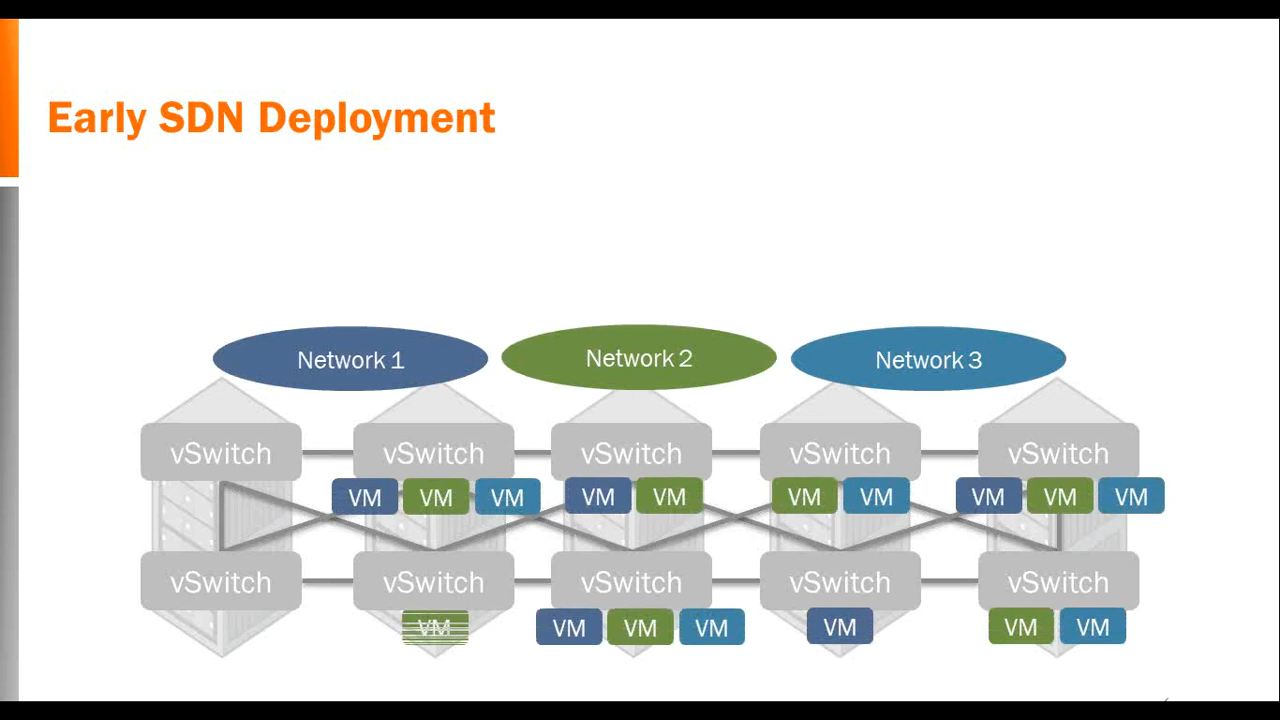 Early SDN Deployment
Network 1 Network 2 Network 3
vSwitch vSwitch vSwitch vSwitch vSwitch
VM VM VM VM VM VM VM VM VM VM
vSwitch vSwitch vSwitch vSwitch vSwitch
VM VM VM VM VM VM VM